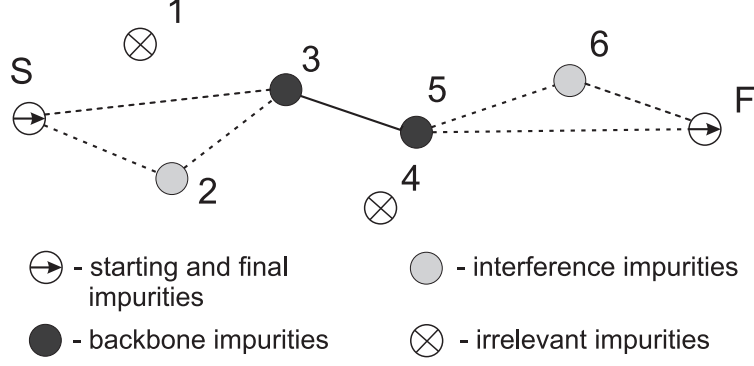 1
6
S
3
5
F
2
4
- starting and final
impurities
- interference impurities
- backbone impurities
- irrelevant impurities